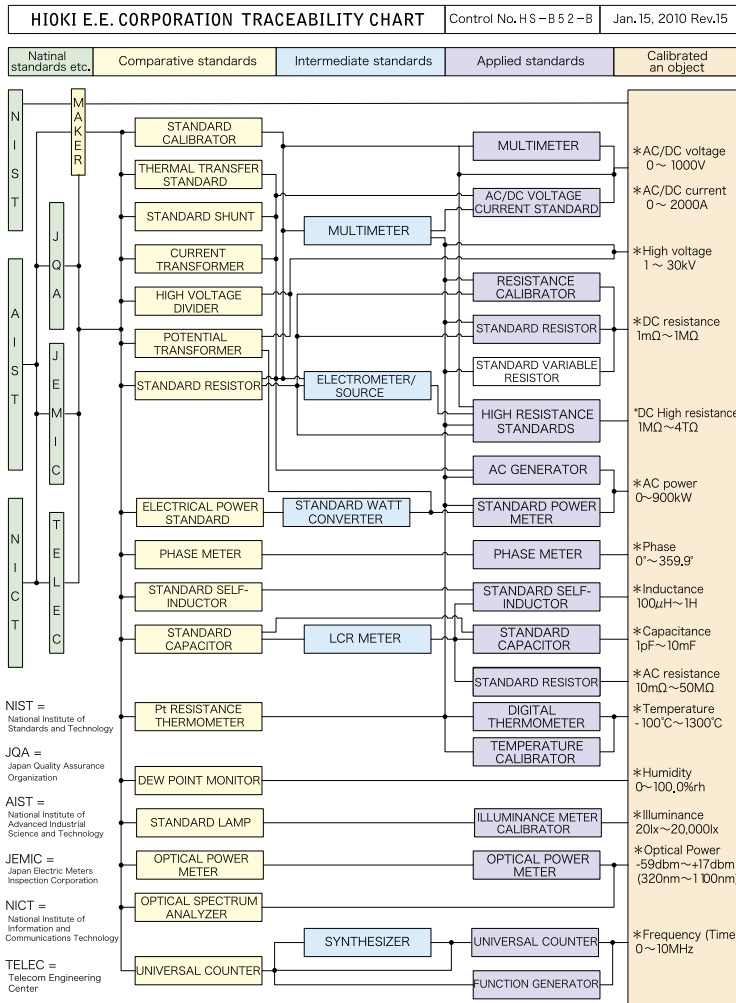 HIOKI E.E. CORPORATION TRACEABILITY CHART
Control No. HS-B52-B
Jan. 15, 2010 Rev.15
Natinal
standards etc.
Comparative standards
Intermediate standards
Applied standards
Calibrated
an object
NIST
MAKER
JQA
AIST
JEMIC
NICT
TELEC
STANDARD
CALIBRATOR
THERMAL TRANSFER
STANDARD
STANDARD SHUNT
CURRENT
TRANSFORMER
HIGH VOLTAGE
DIVIDER
POTENTIAL
TRANSFORMER
STANDARD RESISTOR
ELECTRICAL POWER
STANDARD
PHASE METER
STANDARD SELF-
INDUCTOR
STANDARD
CAPACITOR
Pt RESISTANCE
THERMOMETER
DEW POINT MONITOR
STANDARD LAMP
OPTICAL POWER
METER
OPTICAL SPECTRUM
ANALYZER
UNIVERSAL COUNTER
MULTIMETER
ELECTROMETER/
SOURCE
STANDARD WATT
CONVERTER
LCR METER
SYNTHESIZER
MULTIMETER
AC/DC VOLTAGE
CURRENT STANDARD
RESISTANCE
CALIBRATOR
STANDARD RESISTOR
STANDARD VARIABLE
RESISTOR
HIGH RESISTANCE
STANDARDS
AC GENERATOR
STANDARD POWER
METER
PHASE METER
STANDARD SELF-
INDUCTOR
STANDARD
CAPACITOR
STANDARD RESISTOR
DIGITAL
THERMOMETER
TEMPERATURE
CALIBRATOR
ILLUMINANCE METER
CALIBRATOR
OPTICAL POWER
METER
UNIVERSAL COUNTER
FUNCTION GENERATOR
*AC/DC voltage
0～1000V
*AC/DC current
0～2000A
*High voltage
1～30kV
*DC resistance
1mΩ～1MΩ
*DC High resistance
1MΩ～4TΩ
*AC power
0～900kW
*Phase
0°～359.9°
*Inductance
100μH～1H
*Capacitance
1pF～10mF
*AC resistance
10mΩ～50MΩ
*Temperature
-100℃～1300℃
*Humidity
0～100.0%rh
*Illuminance
20lx～20,000lx
*Optical Power
-59dbm～+17dbm
(320nm～1100nm)
*Frequency (Time
0～10MHz
NIST =
National Institute of
Standards and Technology
JQA =
Japan Quality Assurance
Organization
AIST =
National Institute of
Advanced Industrial
Science and Technology
JEMIC =
Japan Electric Meters
Inspection Corporation
NICT =
National Institute of
Information and
Communications Technology
TELEC =
Telecom Engineering
Center